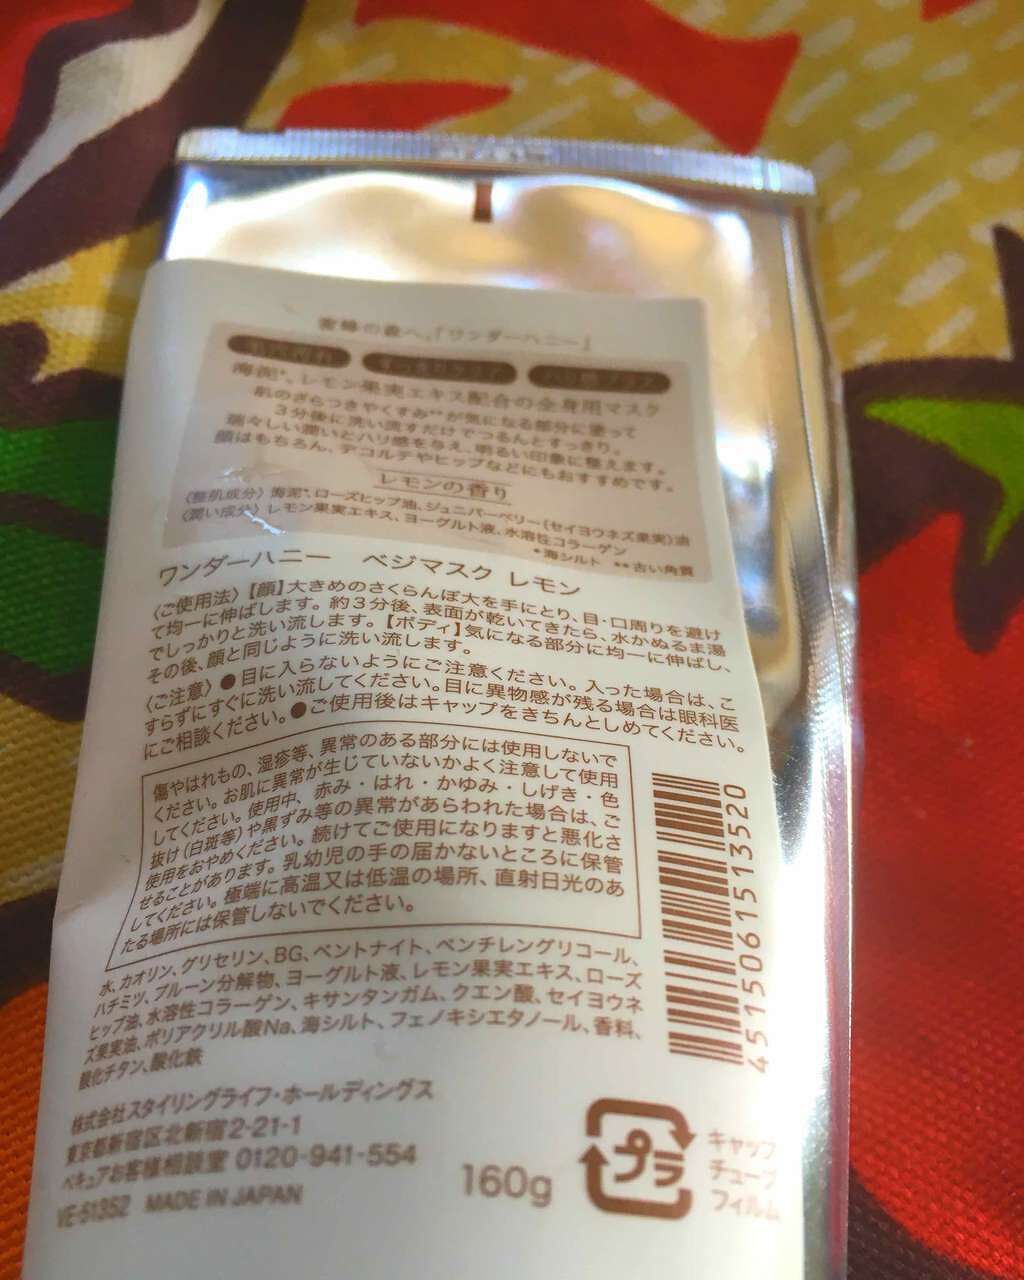 蜜蜂の森へ。「ワンダーハニー」
すっきりクリア
ハリ感プラス
海泥*、レモン果実エキス配合の全身用マスク
肌のざらつきやくすみ**が気になる部分に塗って
3分後に洗い流すだけでつるんとすっきり。
瑞々しい潤いとハリ感を与え、明るい印象に整えます。
顔はもちろん、デコルテやヒップなどにもおすすめです。
レモンの香り
〈整肌成分〉海泥*、ローズヒップ油、ジュニパーベリー(セイヨウネズ果実)油
〈潤い成分〉レモン果実エキス、ヨーグルト液、水溶性コラーゲン
*海シルト **古い角質
ワンダーハニー ベジマスク レモン
〈ご使用法〉【顔】大きめのさくらんぼ大を手にとり、目・口周りを避け
て均一に伸ばします。約3分後、表面が乾いてきたら、水かぬるま湯
でしっかりと洗い流します。【ボディ】気になる部分に均一に伸ばし、
その後、顔と同じように洗い流します。
〈ご注意〉●目に入らないようにご注意ください。入った場合は、こ
すらずにすぐに洗い流してください。目に異物感が残る場合は眼科医
にご相談ください。●ご使用後はキャップをきちんとしめてください。
傷やはれもの、湿疹等、異常のある部分には使用しないで
ください。お肌に異常が生じていないかよく注意して使用
してください。使用中、赤み・はれ・かゆみ・しげき・色
抜け(白斑等)や黒ずみ等の異常があらわれた場合は、ご
使用をおやめください。続けてご使用になりますと悪化さ
せることがあります。乳幼児の手の届かないところに保管
してください。極端に高温又は低温の場所、直射日光のあ
たる場所には保管しないでください。
水、カオリン、グリセリン、BG、ベントナイト、ペンチレングリコール、
ハチミツ、プルーン分解物、ヨーグルト液、レモン果実エキス、ローズ
ヒップ油、水溶性コラーゲン、キサンタンガム、クエン酸、セイヨウネ
ズ果実油、ポリアクリル酸Na、海シルト、フェノキシエタノール、香料、
酸化チタン、酸化鉄
4515061513520
株式会社スタイリングライフ・ホールディングス
東京都新宿区北新宿2-21-1
ベキュアお客様相談室 0120-941-554
VE-51352 MADE IN JAPAN
160g
プラ
キャップ
チューブ
フィルム